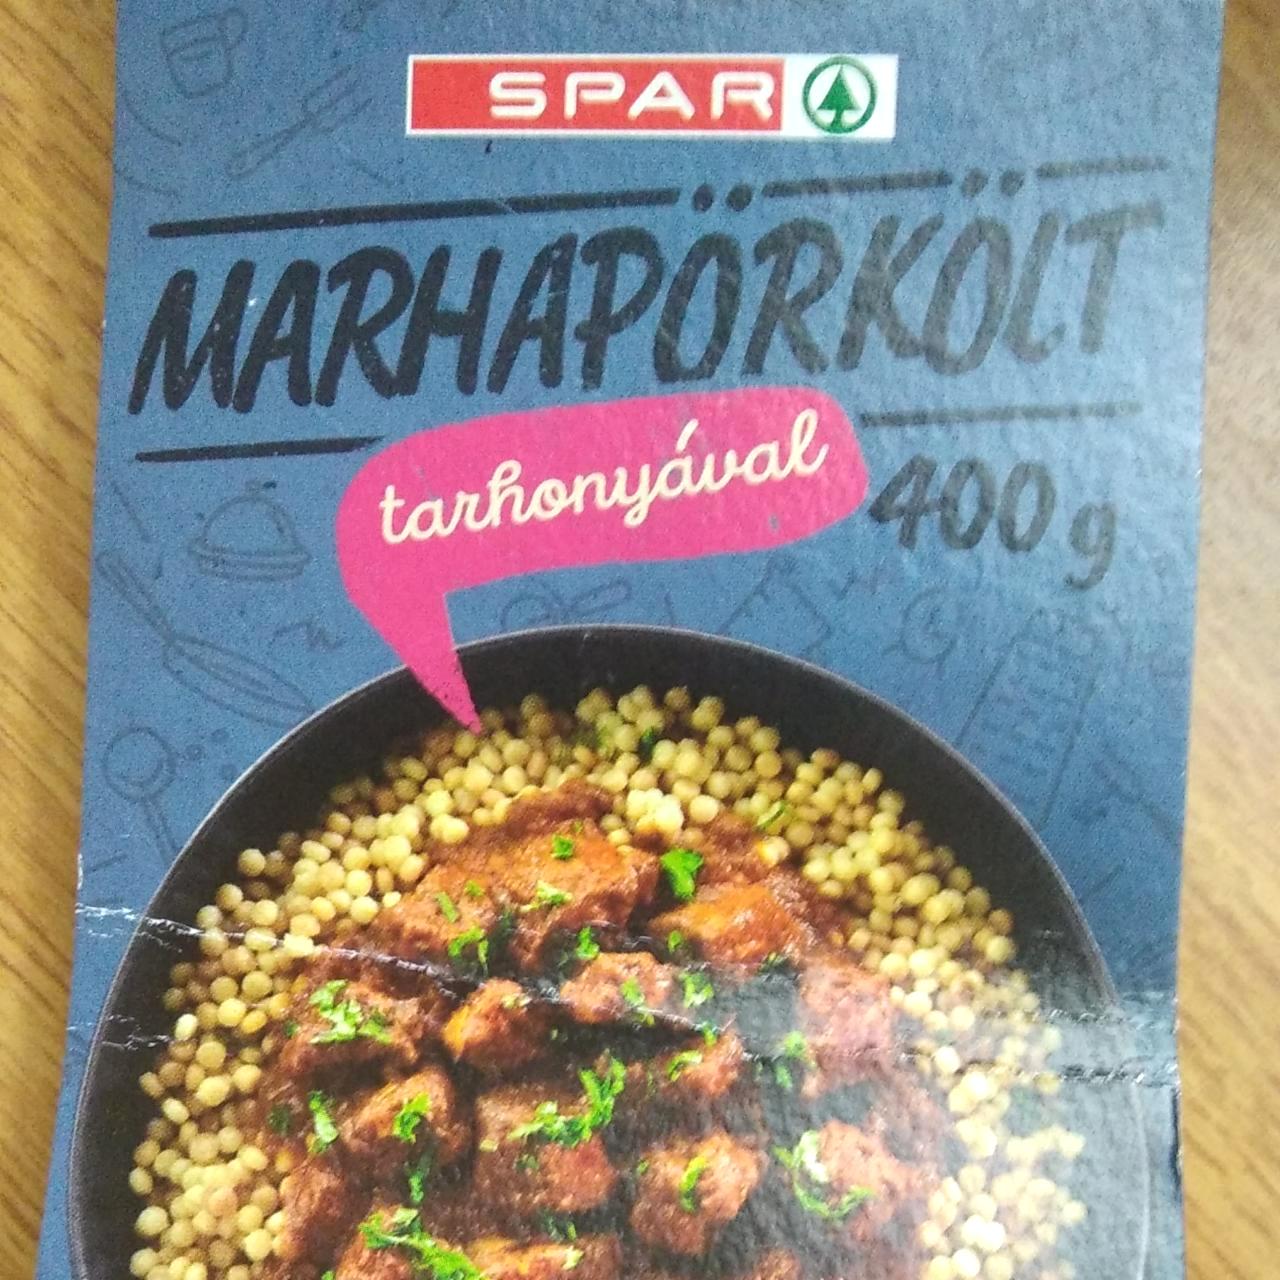 SPAR
MARHAPÖRKÖLT
tarhonyával
400 g